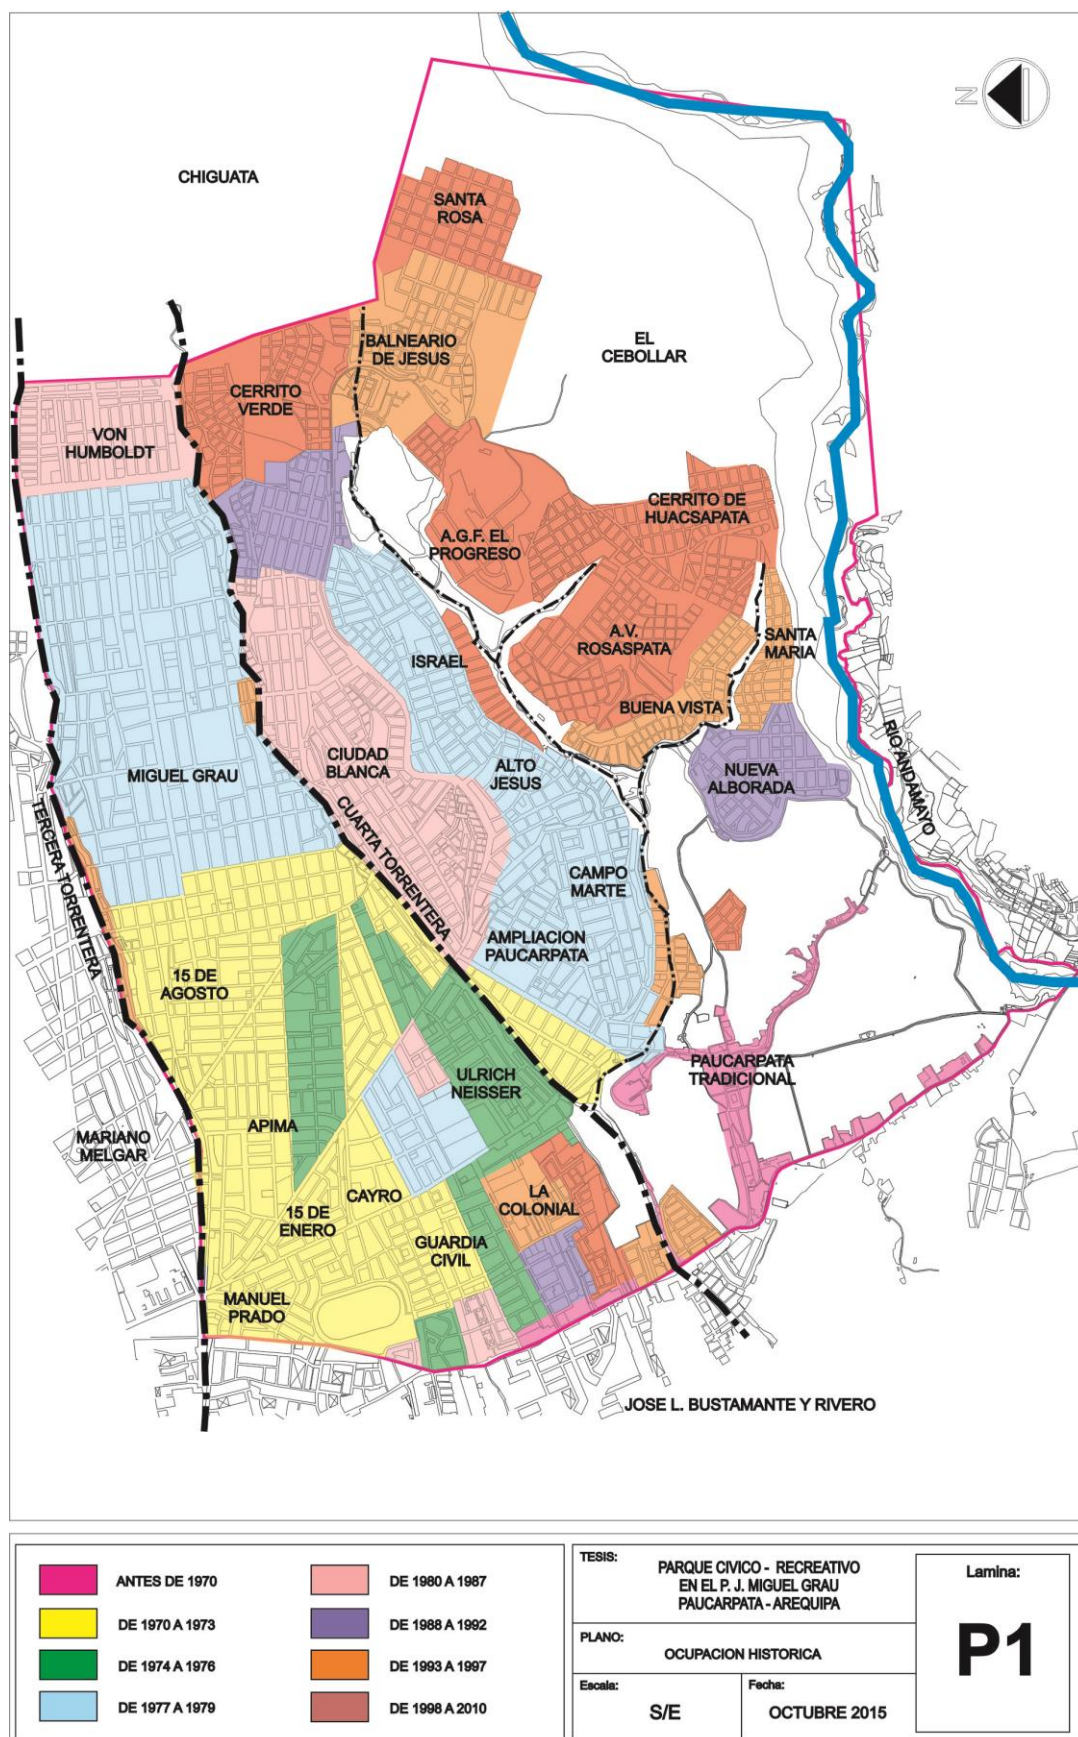 N
CHIGUATA
SANTA
ROSA
EL
CEBOLLAR
BALNEARIO
DE JESUS
CERRITO
VERDE
VON
HUMBOLDT
CERRITO DE
HUACSAPATA
A.G.F. EL
PROGRESO
A.V.
ROSASPATA
SANTA
MARIA
ISRAEL
BUENA VISTA
CIUDAD
BLANCA
ALTO
JESUS
NUEVA
ALBORADA
MIGUEL GRAU
RIO ANDAMAYO
TERCERA TORRENTERA
CUARTA TORRENTERA
CAMPO
MARTE
AMPLIACION
PAUCARPATA
15 DE
AGOSTO
PAUCARPATA
TRADICIONAL
ULRICH
NEISSER
APIMA
MARIANO
MELGAR
CAYRO
LA
COLONIAL
15 DE
ENERO
GUARDIA
CIVIL
MANUEL
PRADO
JOSE L. BUSTAMANTE Y RIVERO
ANTES DE 1970
DE 1970 A 1973
DE 1974 A 1976
DE 1977 A 1979
DE 1980 A 1987
DE 1988 A 1992
DE 1993 A 1997
DE 1998 A 2010
TESIS:
PARQUE CIVICO - RECREATIVO
EN EL P. J. MIGUEL GRAU
PAUCARPATA - AREQUIPA
PLANO:
OCUPACION HISTORICA
Escala:
S/E
Fecha:
OCTUBRE 2015
Lamina:
P1